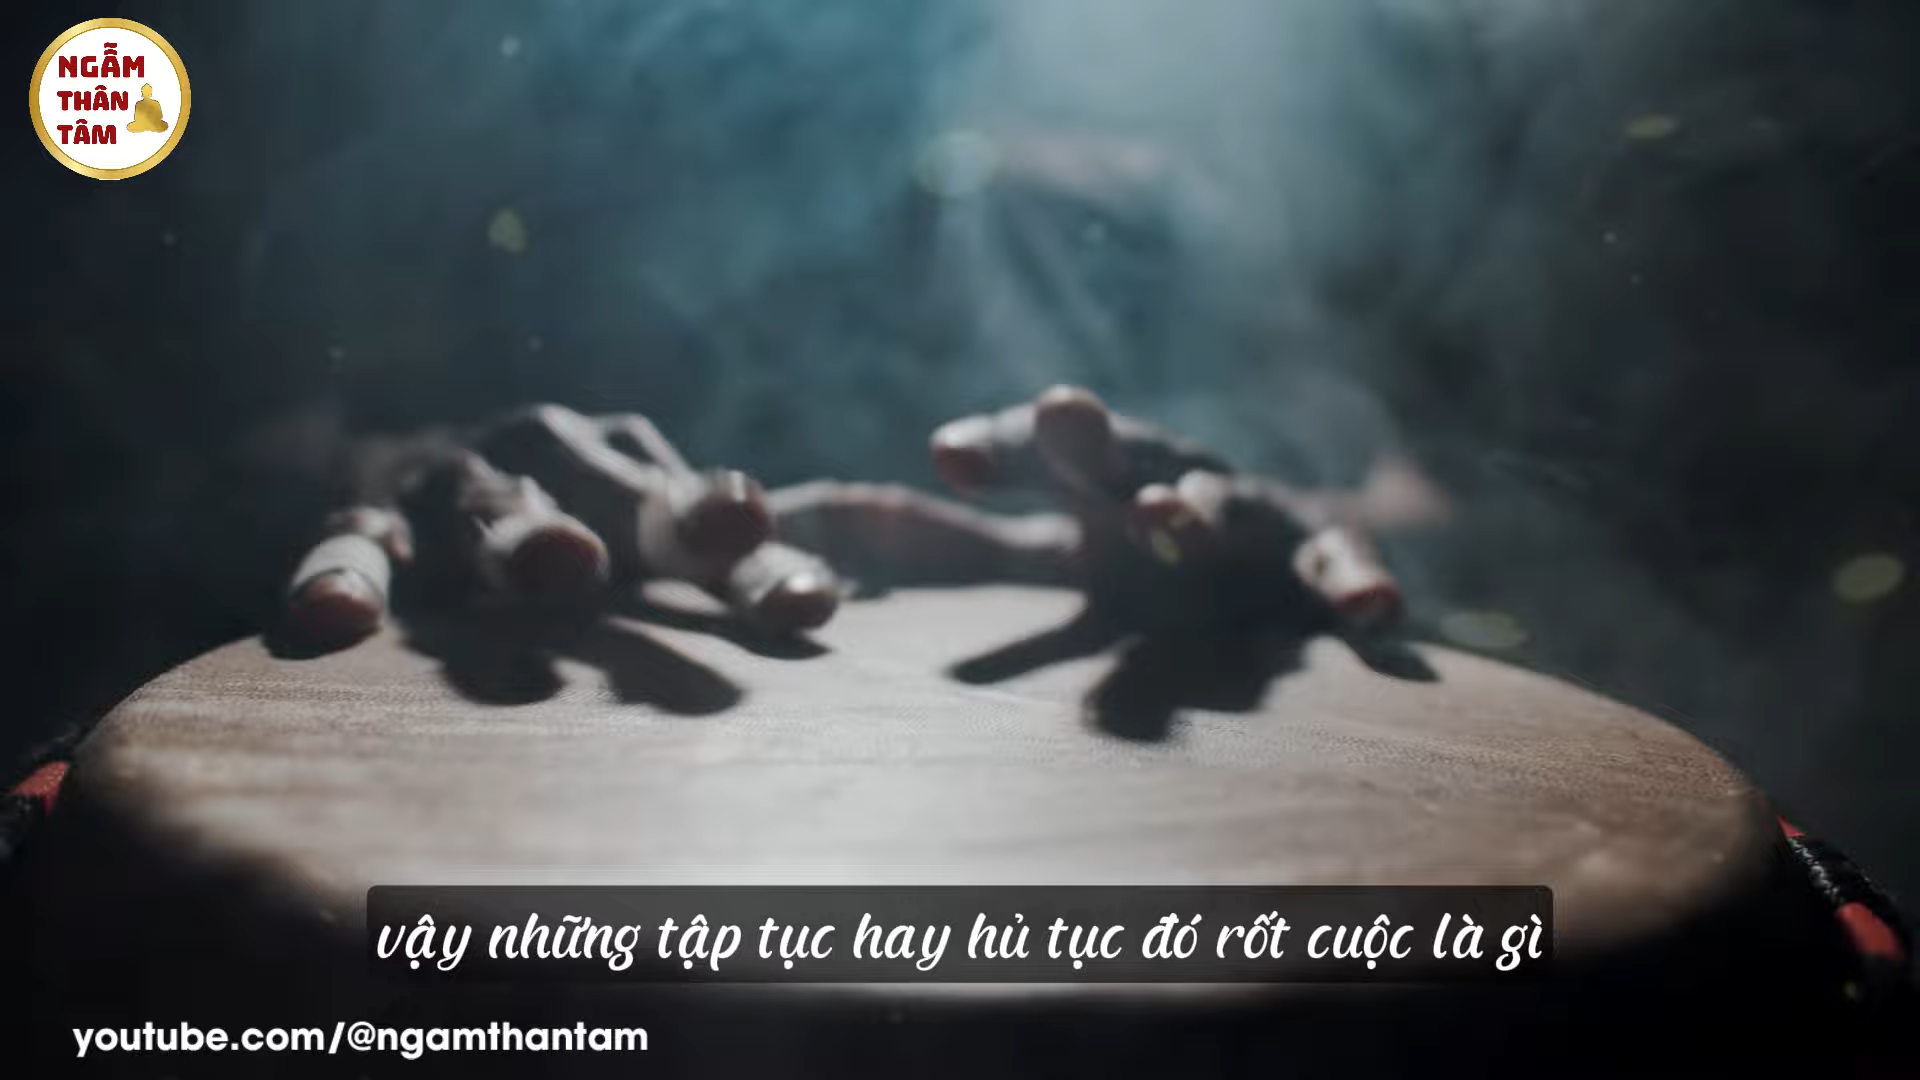 NGẪM
THÂN
TÂM
vậy những tập tục hay hủ tục đó rốt cuộc là gì
youtube.com/@ngamthantam